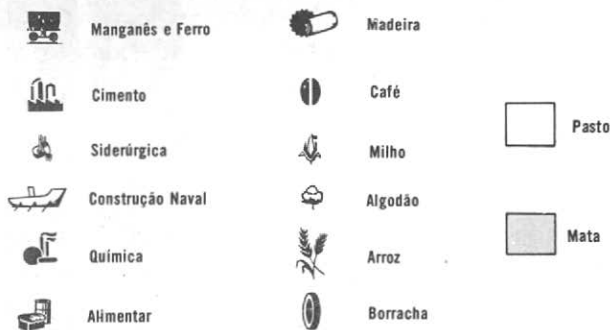 Manganês e Ferro
Cimento
Siderúrgica
Construção Naval
Química
Alimentar
Madeira
Café
Milho
Algodão
Arroz
Borracha
Pasto
Mata